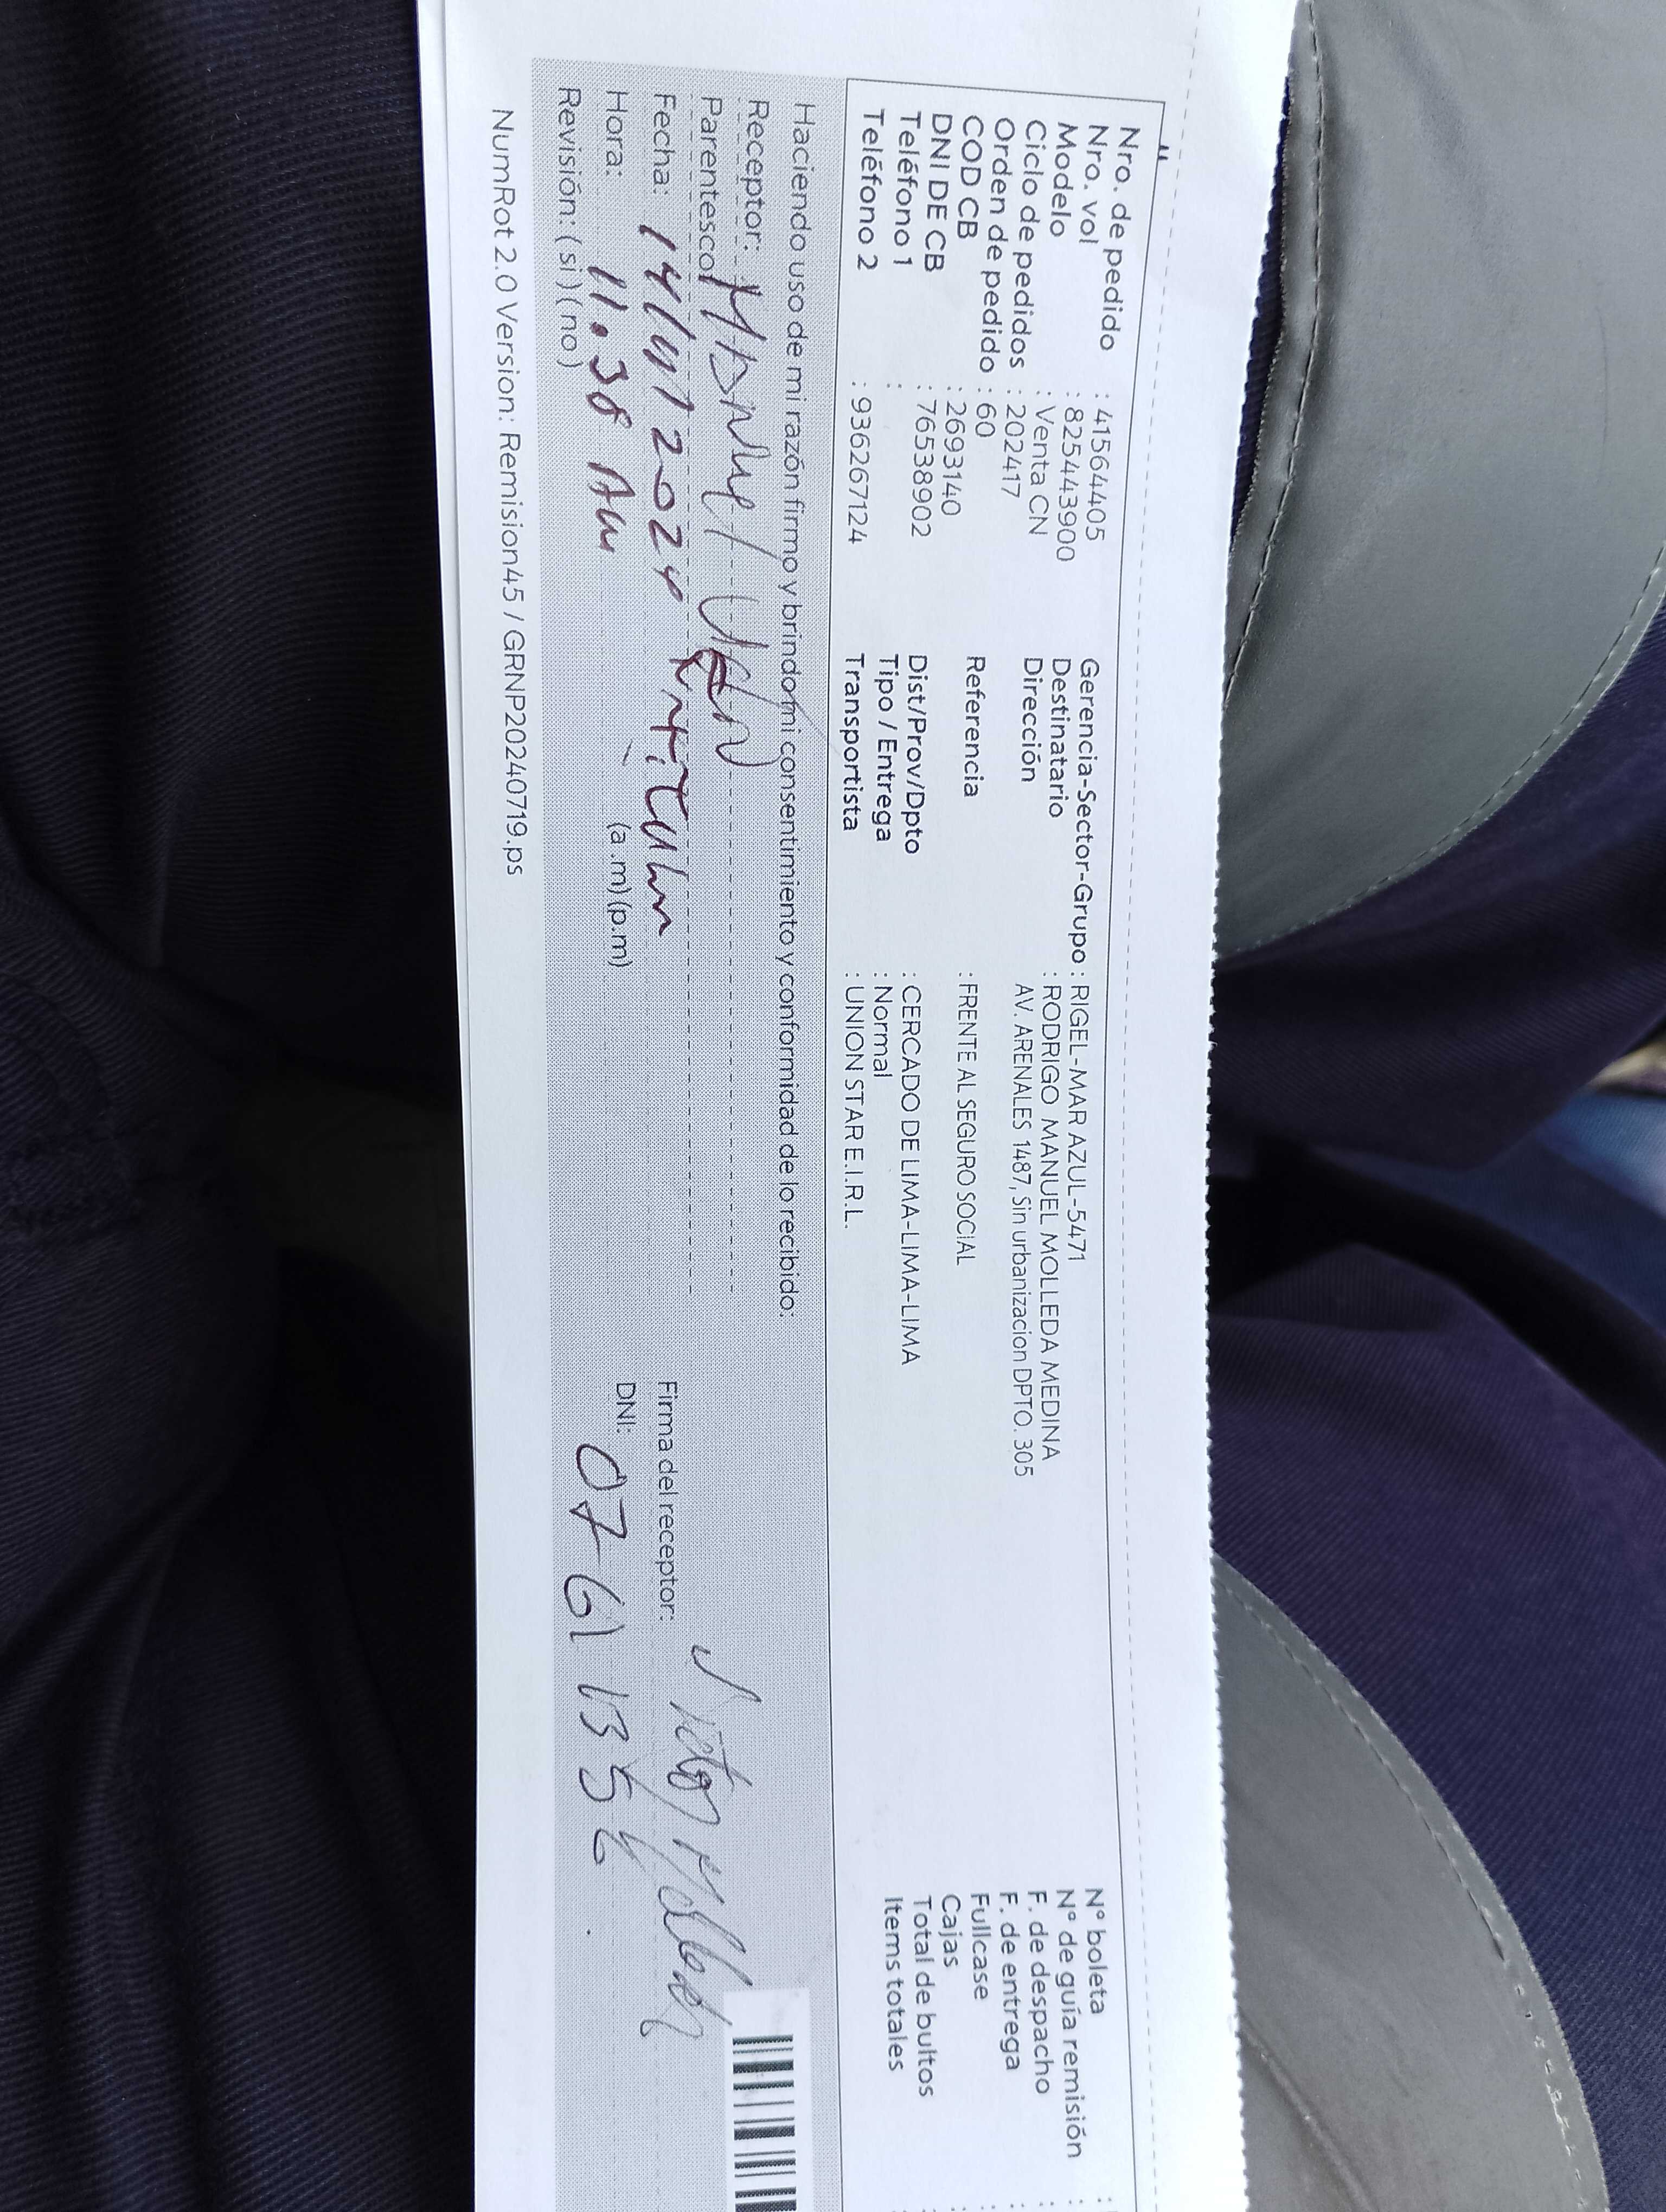 Nro. de pedido : 41564405
Nro. vol : 825443900
Modelo : Venta CN
Ciclo de pedidos : 202417
Orden de pedido : 60
COD CB : 2693140
DNI DE CB : 76538902
Teléfono 1 :
Teléfono 2 : 936267124
Gerencia-Sector-Grupo : RIGEL-MAR AZUL-5471
Destinatario : RODRIGO MANUEL MOLLEDA MEDINA
Dirección AV. ARENALES 1487, Sin urbanizacion DPTO. 305
Referencia : FRENTE AL SEGURO SOCIAL
Dist/Prov/Dpto : CERCADO DE LIMA-LIMA-LIMA
Tipo / Entrega : Normal
Transportista : UNION STAR E.I.R.L.
N° boleta :
N° de guía remisión :
F. de despacho :
F. de entrega :
Fullcase :
Cajas :
Total de bultos :
Items totales :
Haciendo uso de mi razón firmo y brindo mi consentimiento y conformidad de lo recibido:
Receptor:
Parentesco:
Fecha:
Hora: 11.38 Am (a.m) (p.m)
Revisión: (si) (no)
Firma del receptor:
DNI:
NumRot 2.0 Version: Remision45 / GRNP20240719.ps